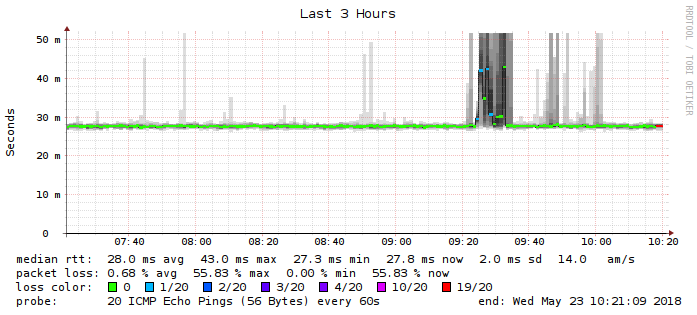 Last 3 Hours
RRDTOOL / TOBI OETIKER
Seconds
50 m
40 m
30 m
20 m
10 m
0
07:40 08:00 08:20 08:40 09:00 09:20 09:40 10:00 10:20
median rtt: 28.0 ms avg 43.0 ms max 27.3 ms min 27.8 ms now 2.0 ms sd 14.0 am/s
packet loss: 0.68 % avg 55.83 % max 0.00 % min 55.83 % now
loss color: 0 1/20 2/20 3/20 4/20 10/20 19/20
probe: 20 ICMP Echo Pings (56 Bytes) every 60s end: Wed May 23 10:21:09 2018